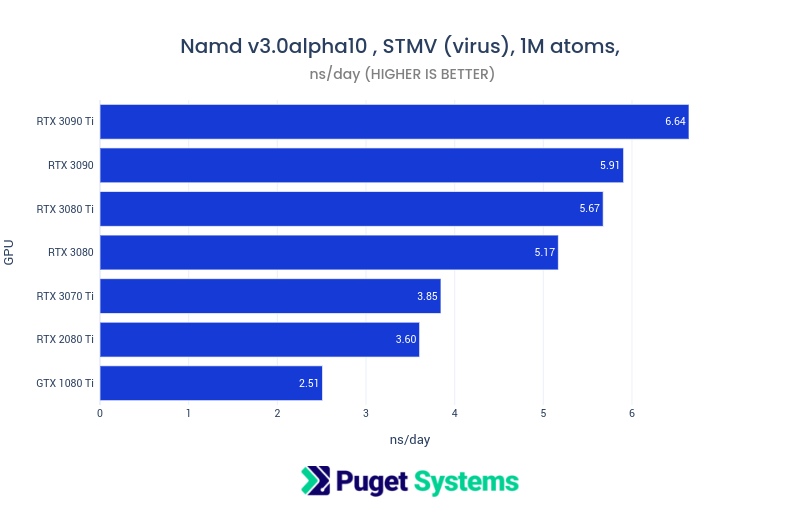 Namd v3.0alpha10 , STMV (virus), 1M atoms,
ns/day (HIGHER IS BETTER)
GPU
RTX 3090 Ti 6.64
RTX 3090 5.91
RTX 3080 Ti 5.67
RTX 3080 5.17
RTX 3070 Ti 3.85
RTX 2080 Ti 3.60
GTX 1080 Ti 2.51
0 1 2 3 4 5 6
ns/day
Puget Systems